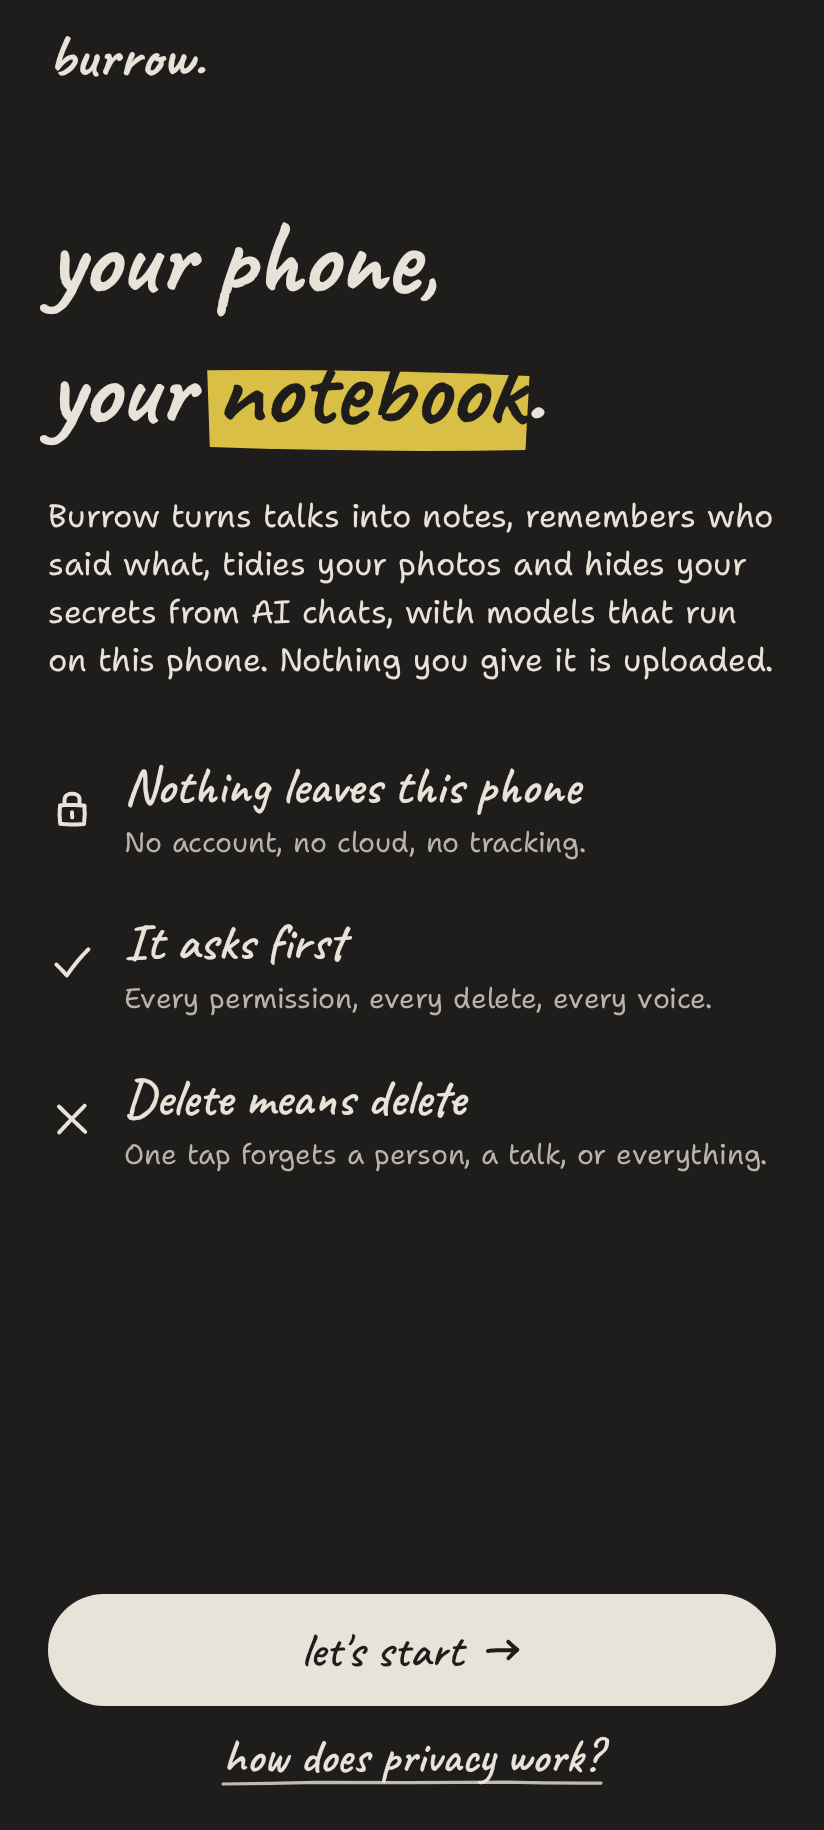 burrow.
your phone,
your notebook.
Burrow turns talks into notes, remembers who
said what, tidies your photos and hides your
secrets from AI chats, with models that run
on this phone. Nothing you give it is uploaded.
Nothing leaves this phone
No account, no cloud, no tracking.
It asks first
Every permission, every delete, every voice.
Delete means delete
One tap forgets a person, a talk, or everything.
let's start →
how does privacy work?